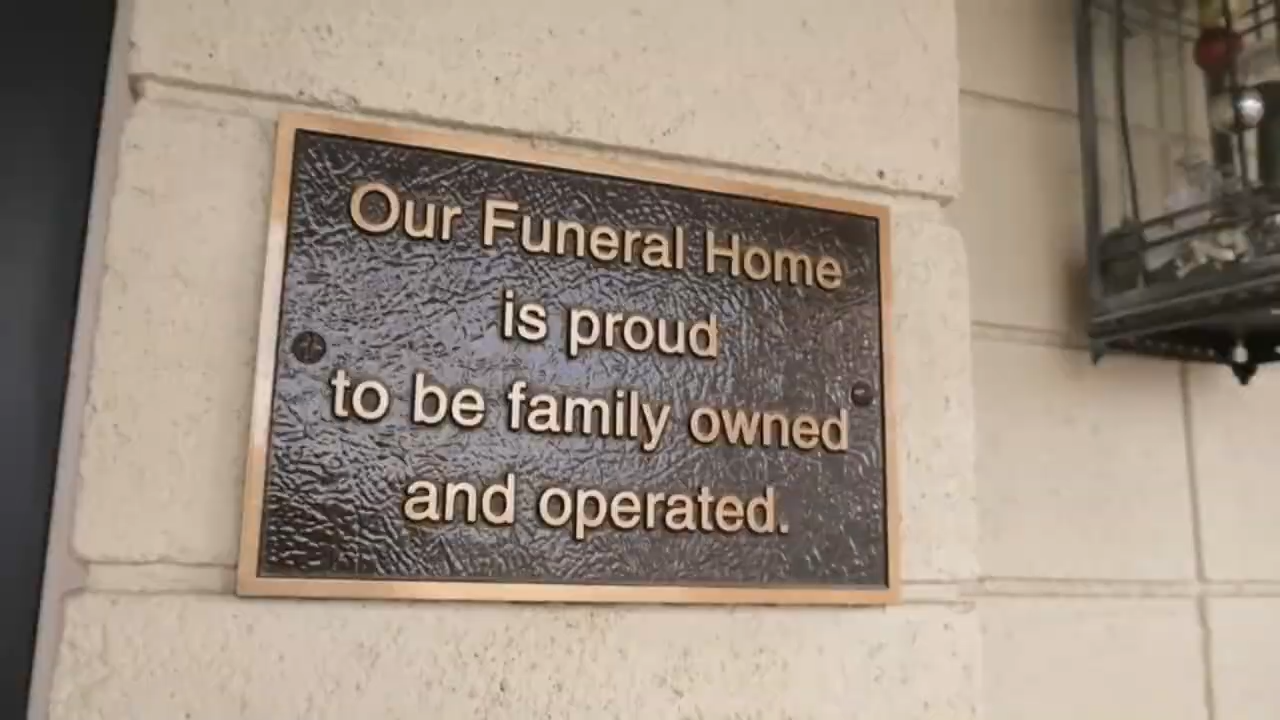 Our Funeral Home
is proud
to be family owned
and operated.